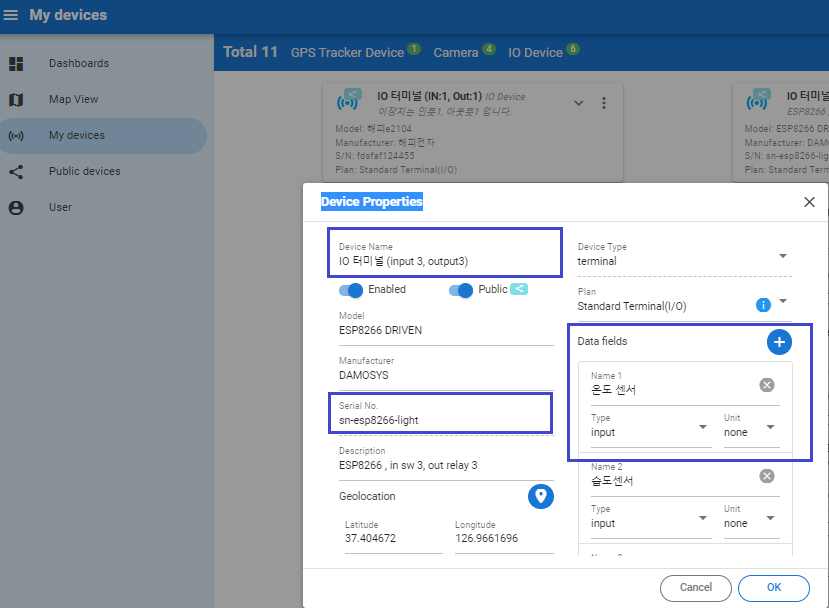 My devices
Dashboards
Map View
My devices
Public devices
User
Total 11 GPS Tracker Device 1 Camera 4 IO Device 6
IO 터미널 (IN:1, Out:1) IO Device
이장치는 인풋1, 아웃풋1 입니다.
Model: 해피e2104
Manufacturer: 해피전자
S/N: fdsfaf124455
Plan: Standard Terminal(I/O)
IO 터미널
ESP8266 ,
Model: ESP8266 DRI
Manufacturer: DAM
S/N: sn-esp8266-lig
Plan: Standard Term
Device Properties
Device Name
IO 터미널 (input 3, output3)
Enabled
Public
Model
ESP8266 DRIVEN
Manufacturer
DAMOSYS
Serial No.
sn-esp8266-light
Description
ESP8266 , in sw 3, out relay 3
Geolocation
Latitude
37.404672
Longitude
126.9661696
Device Type
terminal
Plan
Standard Terminal(I/O)
Data fields
Name 1
온도 센서
Type
input
Unit
none
Name 2
습도센서
Type
input
Unit
none
Cancel
OK